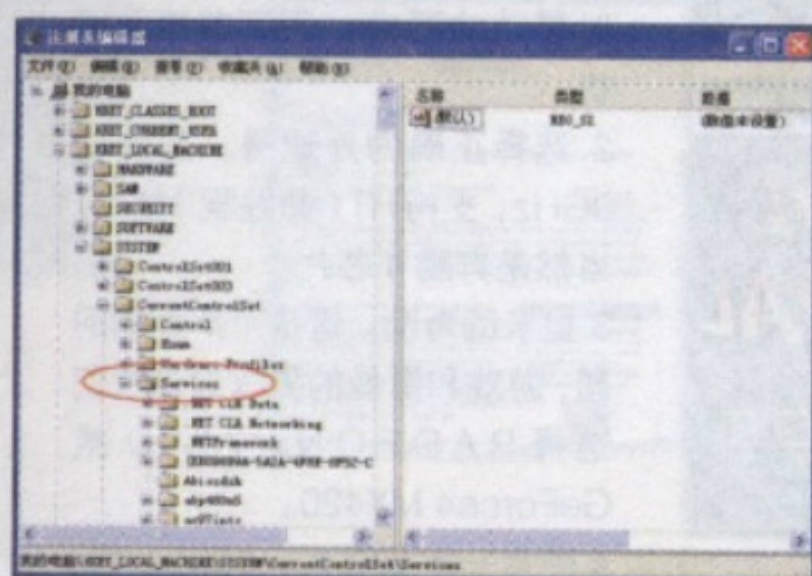 注册表编辑器
文件(F) 编辑(E) 查看(V) 收藏夹(A) 帮助(H)
我的电脑
HKEY_CLASSES_ROOT
HKEY_CURRENT_USER
HKEY_LOCAL_MACHINE
HARDWARE
SAM
SECURITY
SOFTWARE
SYSTEM
ControlSet001
ControlSet003
CurrentControlSet
Control
Enum
Hardware Profiles
Services
.NET CLR Data
.NET CLR Networking
.NETFramework
Abiosdsk
abp480n5
名称 类型 数据
(默认) REG_SZ (数值未设置)
我的电脑\HKEY_LOCAL_MACHINE\SYSTEM\CurrentControlSet\Services
GeForce4 MX420